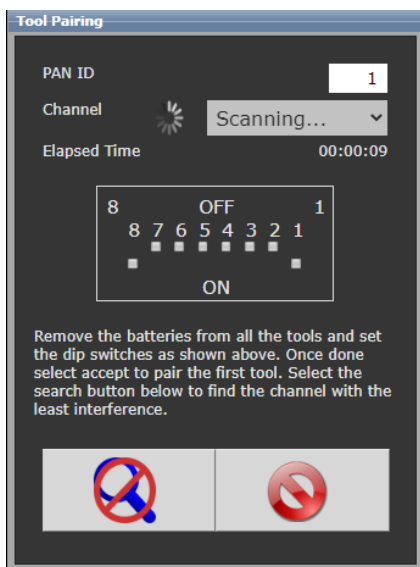 Tool Pairing
PAN ID 1
Channel Scanning...
Elapsed Time 00:00:09
8 OFF 1
8 7 6 5 4 3 2 1
ON
Remove the batteries from all the tools and set
the dip switches as shown above. Once done
select accept to pair the first tool. Select the
search button below to find the channel with the
least interference.